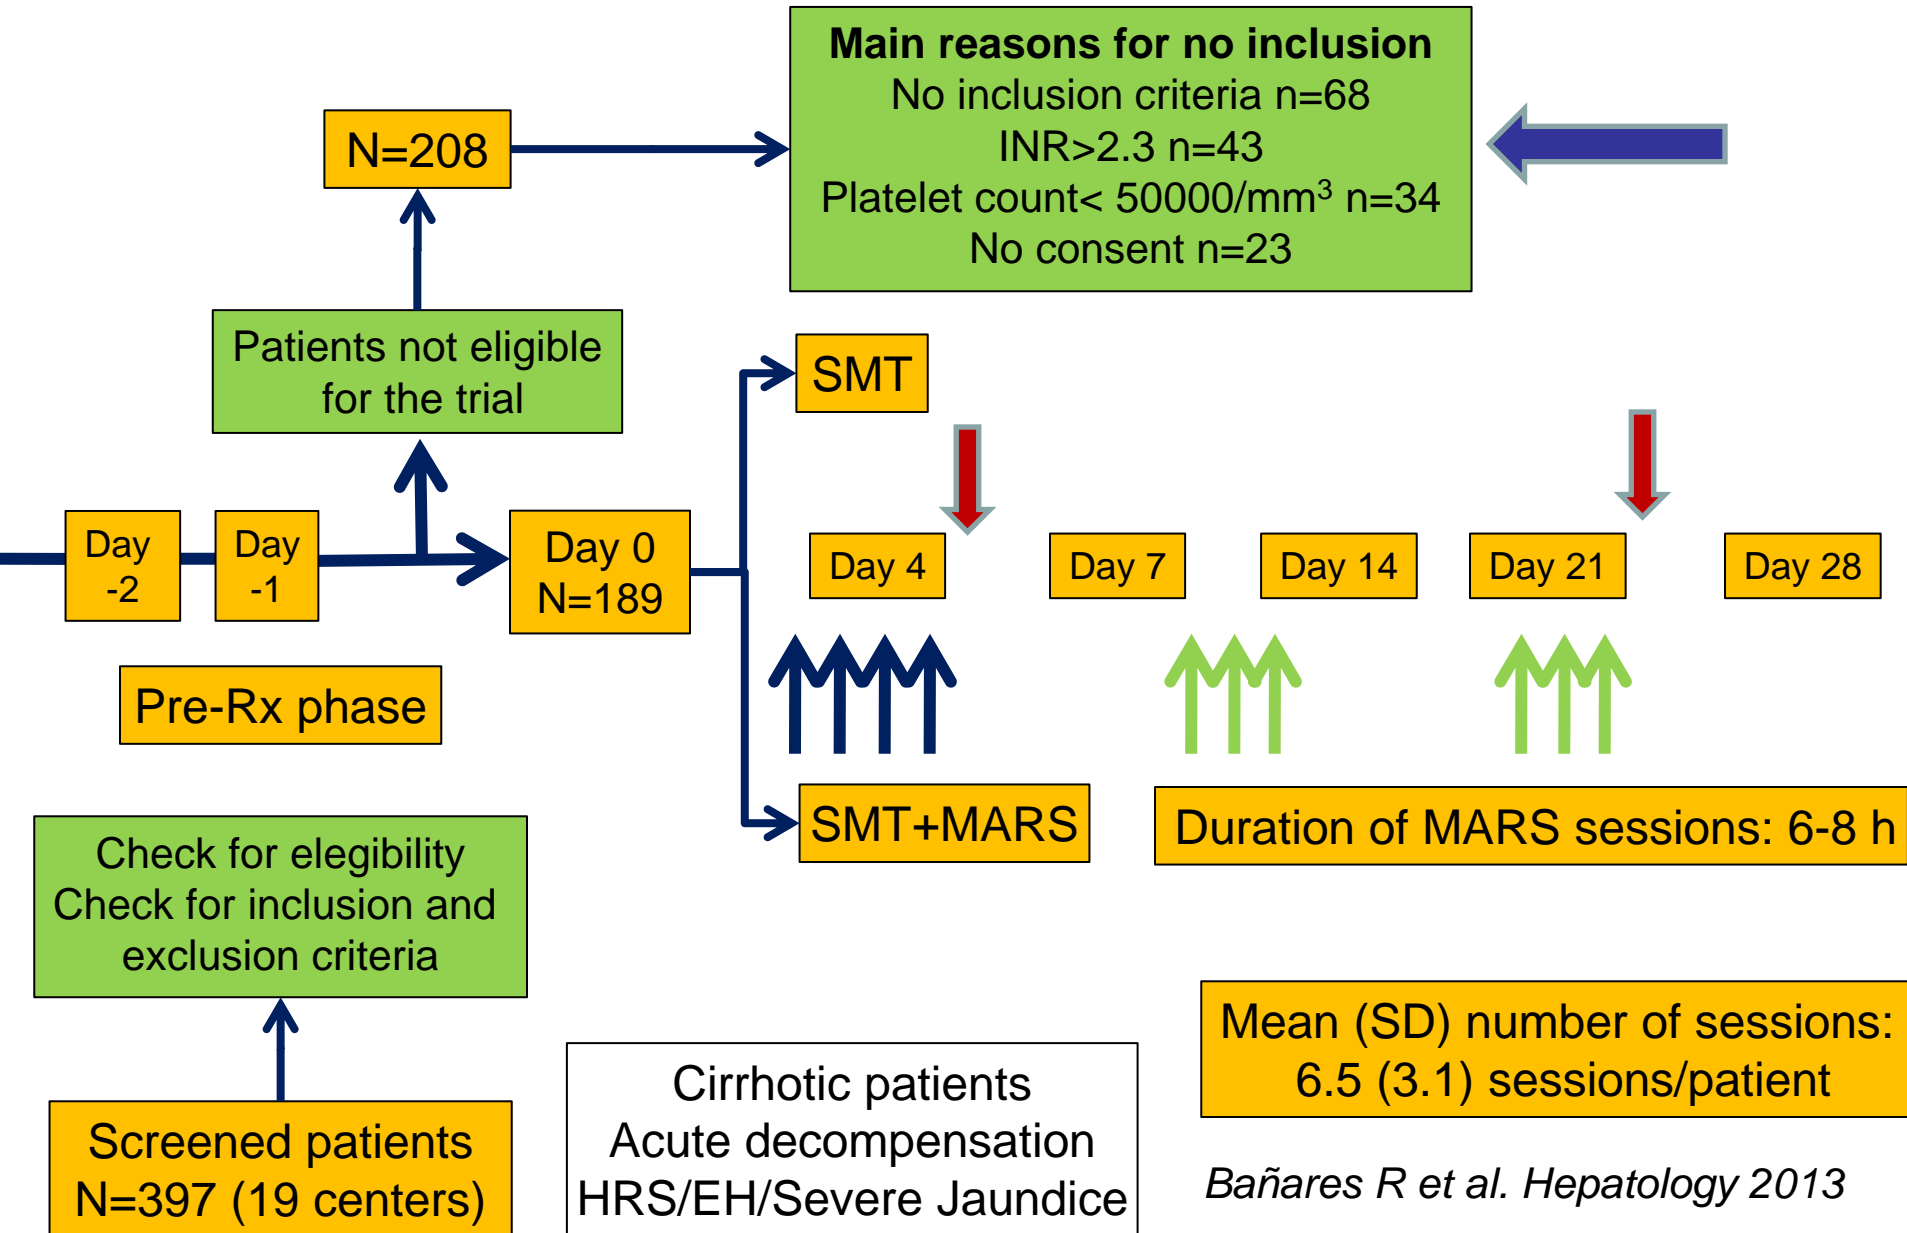 Main reasons for no inclusion
No inclusion criteria n=68
INR>2.3 n=43
Platelet count< 50000/mm³ n=34
No consent n=23
N=208
Patients not eligible
for the trial
SMT
Day
-2
Day
-1
Day 0
N=189
Day 4
Day 7
Day 14
Day 21
Day 28
Pre-Rx phase
SMT+MARS
Duration of MARS sessions: 6-8 h
Check for elegibility
Check for inclusion and
exclusion criteria
Mean (SD) number of sessions:
6.5 (3.1) sessions/patient
Screened patients
N=397 (19 centers)
Cirrhotic patients
Acute decompensation
HRS/EH/Severe Jaundice
Bañares R et al. Hepatology 2013